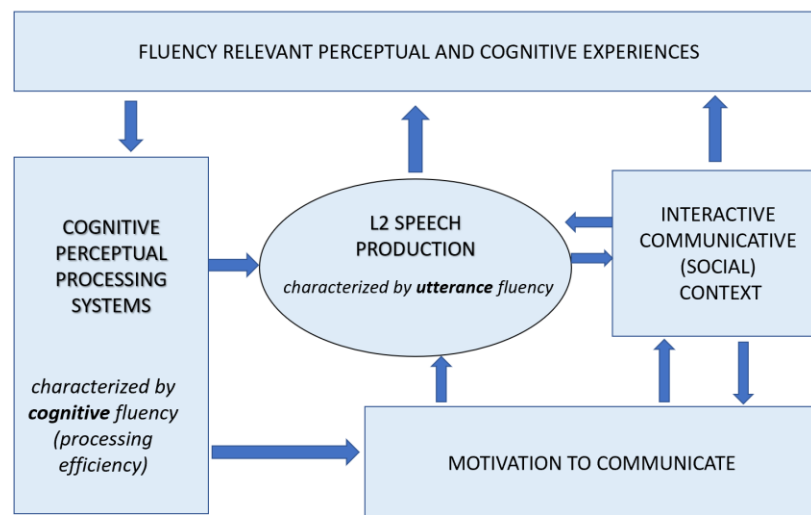 FLUENCY RELEVANT PERCEPTUAL AND COGNITIVE EXPERIENCES
COGNITIVE
PERCEPTUAL
PROCESSING
SYSTEMS
characterized by
cognitive fluency
(processing
efficiency)
L2 SPEECH
PRODUCTION
characterized by utterance fluency
INTERACTIVE
COMMUNICATIVE
(SOCIAL)
CONTEXT
MOTIVATION TO COMMUNICATE